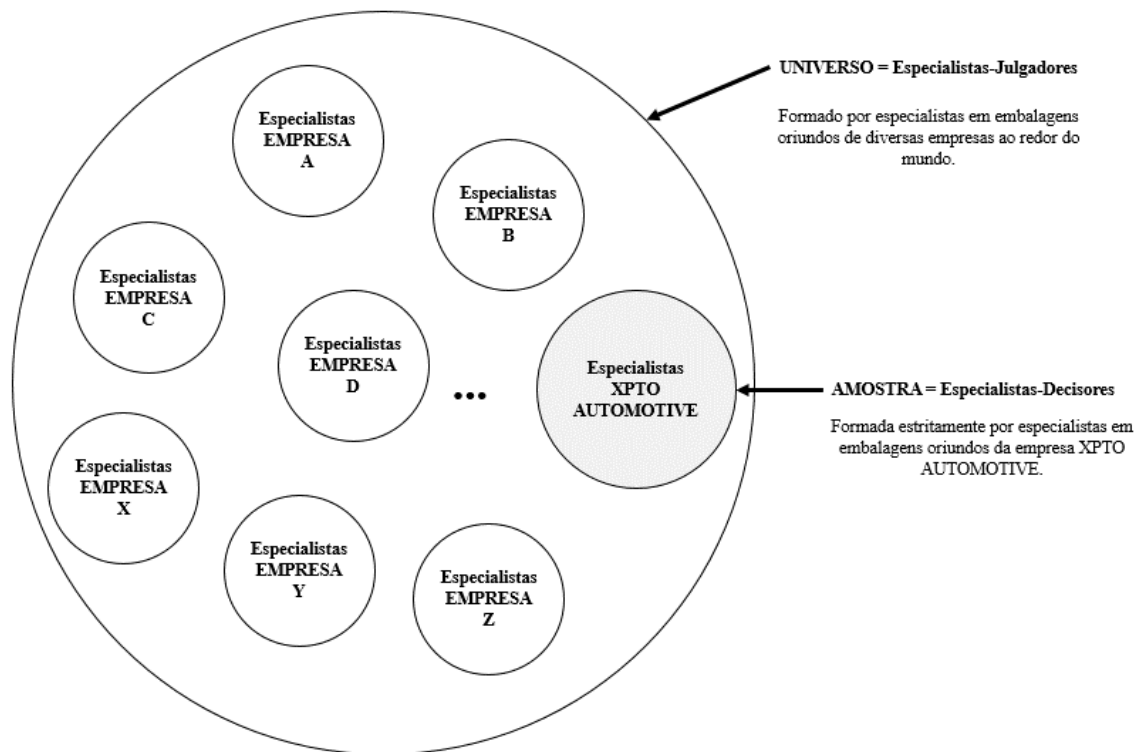 UNIVERSO = Especialistas-Julgadores
Formado por especialistas em embalagens
oriundos de diversas empresas ao redor do
mundo.
Especialistas
EMPRESA
A
Especialistas
EMPRESA
B
Especialistas
EMPRESA
C
Especialistas
EMPRESA
D
...
Especialistas
XPTO
AUTOMOTIVE
AMOSTRA = Especialistas-Decisores
Formada estritamente por especialistas em
embalagens oriundos da empresa XPTO
AUTOMOTIVE.
Especialistas
EMPRESA
X
Especialistas
EMPRESA
Y
Especialistas
EMPRESA
Z